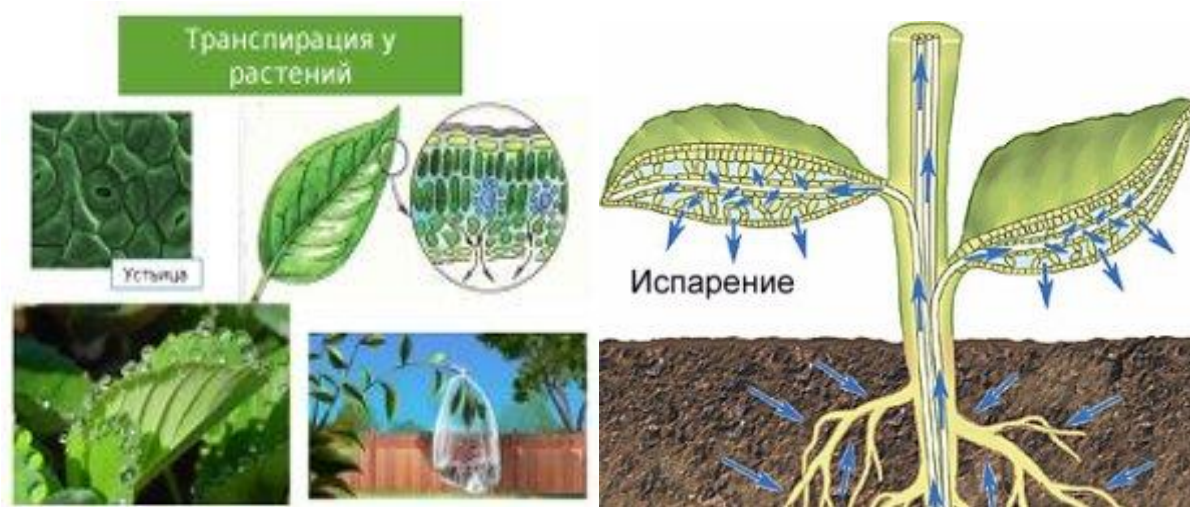 Транспирация у
растений
Устьица
Испарение